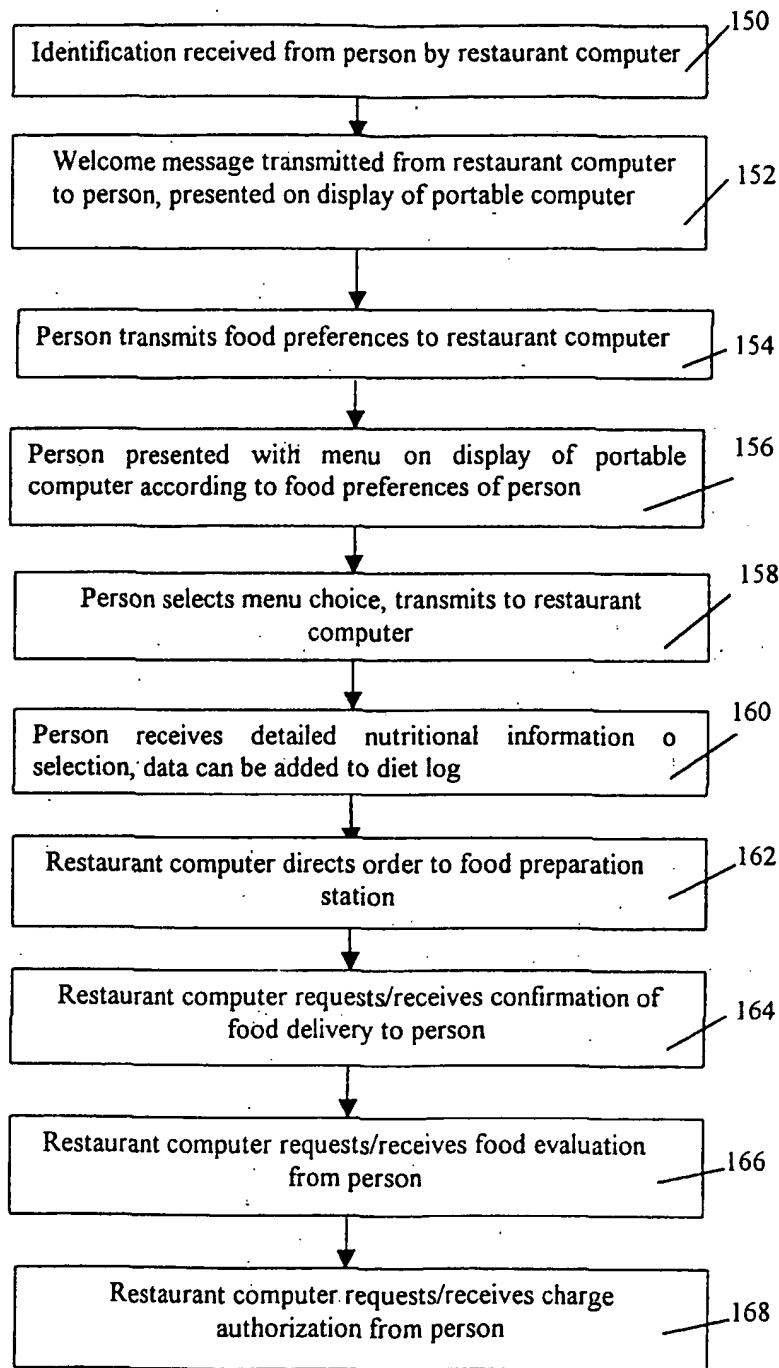 150
Identification received from person by restaurant computer
Welcome message transmitted from restaurant computer
to person, presented on display of portable computer
152
Person transmits food preferences to restaurant computer
154
Person presented with menu on display of portable
computer according to food preferences of person
156
158
Person selects menu choice, transmits to restaurant
computer
160
Person receives detailed nutritional information o
selection, data can be added to diet log
Restaurant computer directs order to food preparation
station
162
Restaurant computer requests/receives confirmation of
food delivery to person
164
Restaurant computer requests/receives food evaluation
from person
166
Restaurant computer requests/receives charge
authorization from person
168